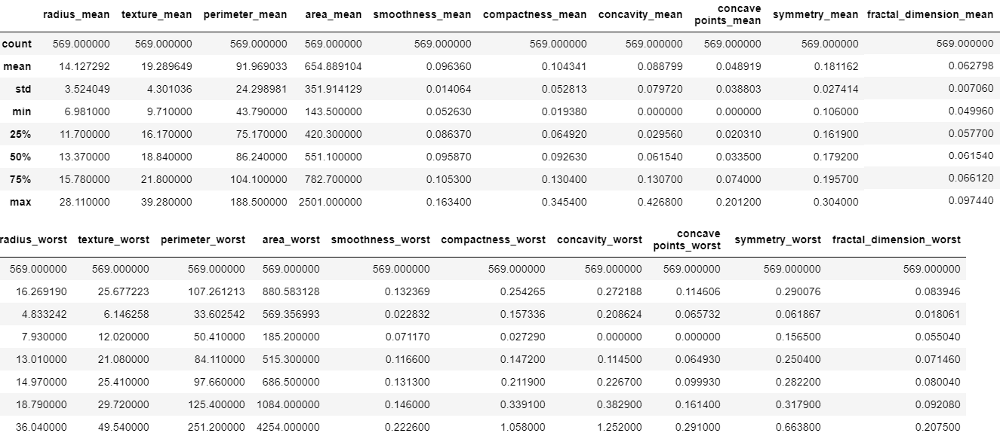 radius_mean texture_mean perimeter_mean area_mean smoothness_mean compactness_mean concavity_mean concave points_mean symmetry_mean fractal_dimension_mean
count 569.000000 569.000000 569.000000 569.000000 569.000000 569.000000 569.000000 569.000000 569.000000 569.000000
mean 14.127292 19.289649 91.969033 654.889104 0.096360 0.104341 0.088799 0.048919 0.181162 0.062798
std 3.524049 4.301036 24.298981 351.914129 0.014064 0.052813 0.079720 0.038803 0.027414 0.007060
min 6.981000 9.710000 43.790000 143.500000 0.052630 0.019380 0.000000 0.000000 0.106000 0.049960
25% 11.700000 16.170000 75.170000 420.300000 0.086370 0.064920 0.029560 0.020310 0.161900 0.057700
50% 13.370000 18.840000 86.240000 551.100000 0.095870 0.092630 0.061540 0.033500 0.179200 0.061540
75% 15.780000 21.800000 104.100000 782.700000 0.105300 0.130400 0.130700 0.074000 0.195700 0.066120
max 28.110000 39.280000 188.500000 2501.000000 0.163400 0.345400 0.426800 0.201200 0.304000 0.097440
radius_worst texture_worst perimeter_worst area_worst smoothness_worst compactness_worst concavity_worst concave points_worst symmetry_worst fractal_dimension_worst
569.000000 569.000000 569.000000 569.000000 569.000000 569.000000 569.000000 569.000000 569.000000 569.000000
16.269190 25.677223 107.261213 880.583128 0.132369 0.254265 0.272188 0.114606 0.290076 0.083946
4.833242 6.146258 33.602542 569.356993 0.022832 0.157336 0.208624 0.065732 0.061867 0.018061
7.930000 12.020000 50.410000 185.200000 0.071170 0.027290 0.000000 0.000000 0.156500 0.055040
13.010000 21.080000 84.110000 515.300000 0.116600 0.147200 0.114500 0.064930 0.250400 0.071460
14.970000 25.410000 97.660000 686.500000 0.131300 0.211900 0.226700 0.099930 0.282200 0.080040
18.790000 29.720000 125.400000 1084.000000 0.146000 0.339100 0.382900 0.161400 0.317900 0.092080
36.040000 49.540000 251.200000 4254.000000 0.222600 1.058000 1.252000 0.291000 0.663800 0.207500